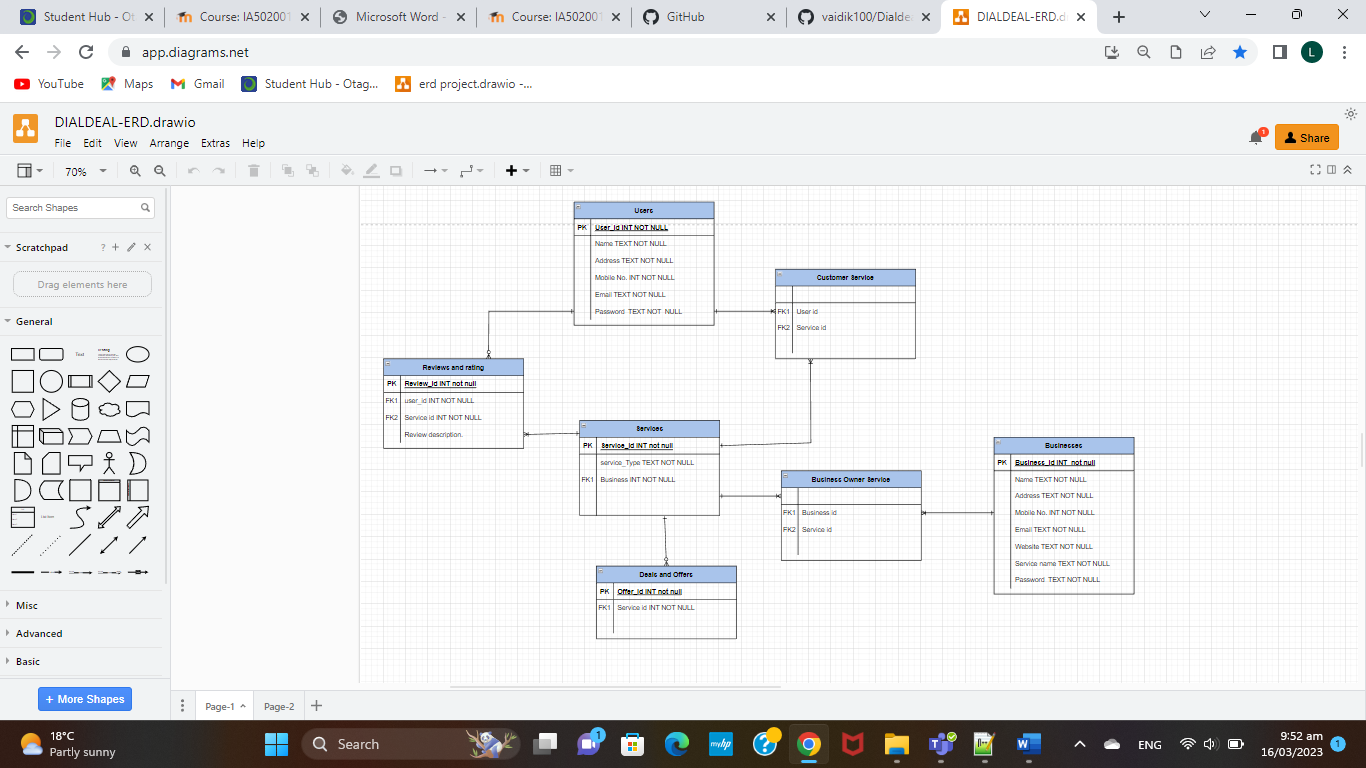 Student Hub - Ot
Course: IA502001
Microsoft Word -
Course: IA502001
GitHub
vaidik100/Dialdea
DIALDEAL-ERD.d
app.diagrams.net
L
YouTube
Maps
Gmail
Student Hub - Otag...
erd project.drawio -...
DIALDEAL-ERD.drawio
File Edit View Arrange Extras Help
1
Share
70%
Search Shapes
Scratchpad
?
Drag elements here
General
Text
Heading
List Item
Misc
Advanced
Basic
+ More Shapes
Users
PK User_id INT NOT NULL
Name TEXT NOT NULL
Address TEXT NOT NULL
Mobile No. INT NOT NULL
Email TEXT NOT NULL
Password TEXT NOT NULL
Customer Service
FK1 User id
FK2 Service id
Reviews and rating
PK Review_id INT not null
FK1 user_id INT NOT NULL
FK2 Service id INT NOT NULL
Review description.
Services
PK Service_id INT not null
service_Type TEXT NOT NULL
FK1 Business INT NOT NULL
Business Owner Service
FK1 Business id
FK2 Service id
Businesses
PK Business_id INT not null
Name TEXT NOT NULL
Address TEXT NOT NULL
Mobile No. INT NOT NULL
Email TEXT NOT NULL
Website TEXT NOT NULL
Service name TEXT NOT NULL
Password TEXT NOT NULL
Deals and Offers
PK Offer_id INT not null
FK1 Service id INT NOT NULL
Page-1
Page-2
18°C
Partly sunny
Search
1
myhp
ENG
9:52 am
16/03/2023
1